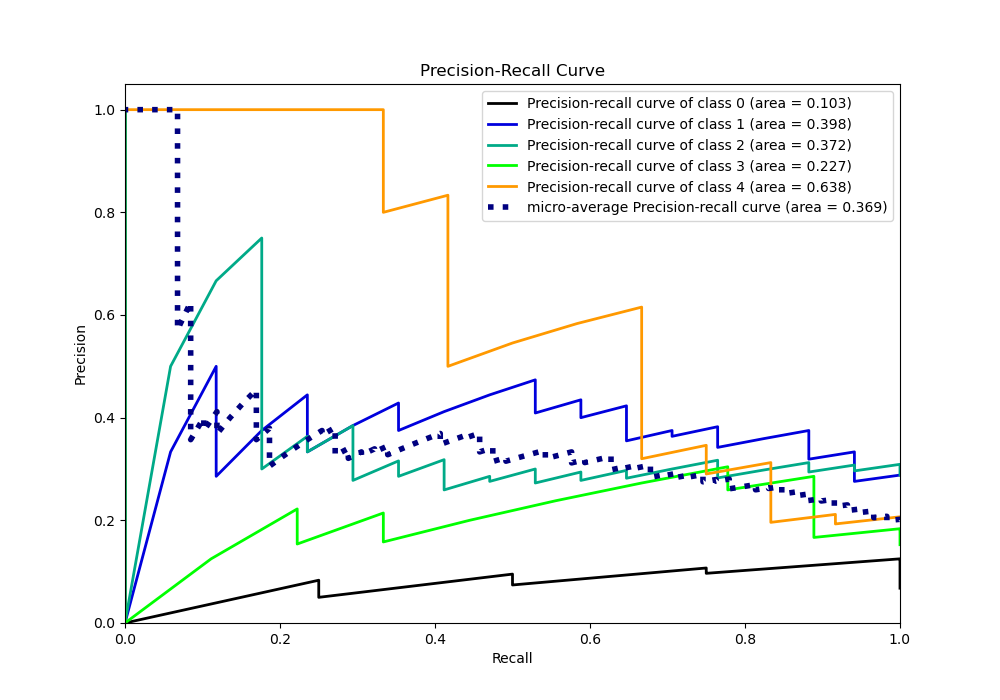 Precision-Recall Curve
Precision-recall curve of class 0 (area = 0.103)
Precision-recall curve of class 1 (area = 0.398)
Precision-recall curve of class 2 (area = 0.372)
Precision-recall curve of class 3 (area = 0.227)
Precision-recall curve of class 4 (area = 0.638)
micro-average Precision-recall curve (area = 0.369)
Precision
1.0
0.8
0.6
0.4
0.2
0.0
0.0 0.2 0.4 0.6 0.8 1.0
Recall